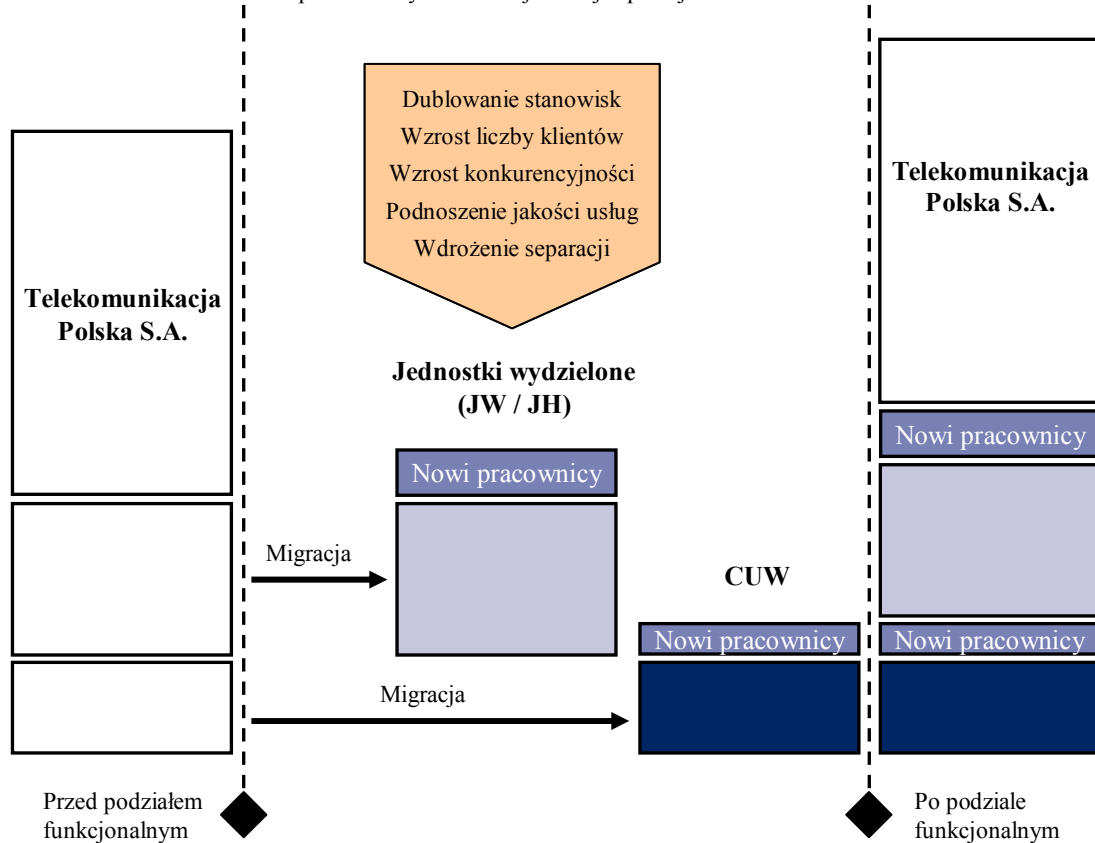 Dublowanie stanowisk
Wzrost liczby klientów
Wzrost konkurencyjności
Podnoszenie jakości usług
Wdrożenie separacji
Telekomunikacja
Polska S.A.
Telekomunikacja
Polska S.A.
Jednostki wydzielone
(JW / JH)
Nowi pracownicy
Nowi pracownicy
Migracja
CUW
Nowi pracownicy
Nowi pracownicy
Migracja
Przed podziałem
funkcjonalnym
Po podziale
funkcjonalnym